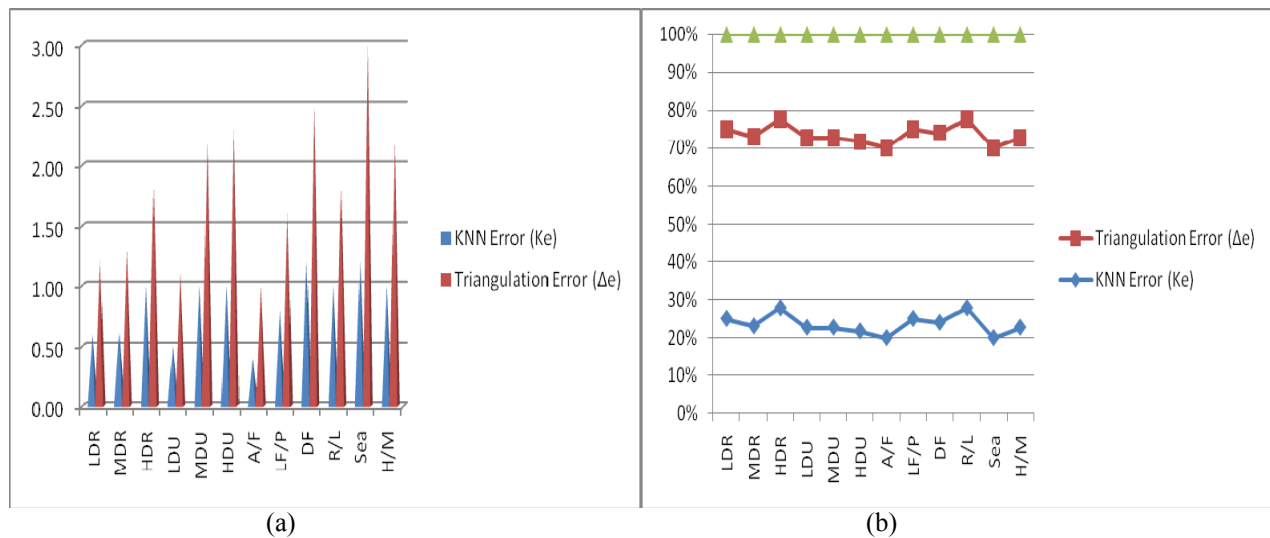 3.00
2.50
2.00
1.50
1.00
0.50
0.00
LDR
MDR
HDR
LDU
MDU
HDU
A/F
LF/P
DF
R/L
Sea
H/M
KNN Error (Ke)
Triangulation Error (Δe)
(a)
100%
90%
80%
70%
60%
50%
40%
30%
20%
10%
0%
LDR
MDR
HDR
LDU
MDU
HDU
A/F
LF/P
DF
R/L
Sea
H/M
Triangulation Error (Δe)
KNN Error (Ke)
(b)